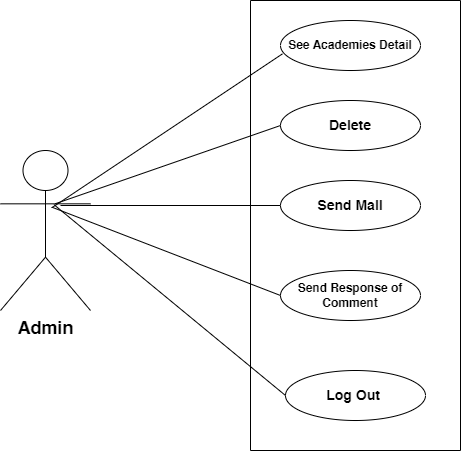 See Academies Detail
Delete
Send Mall
Send Response of
Comment
Admin
Log Out